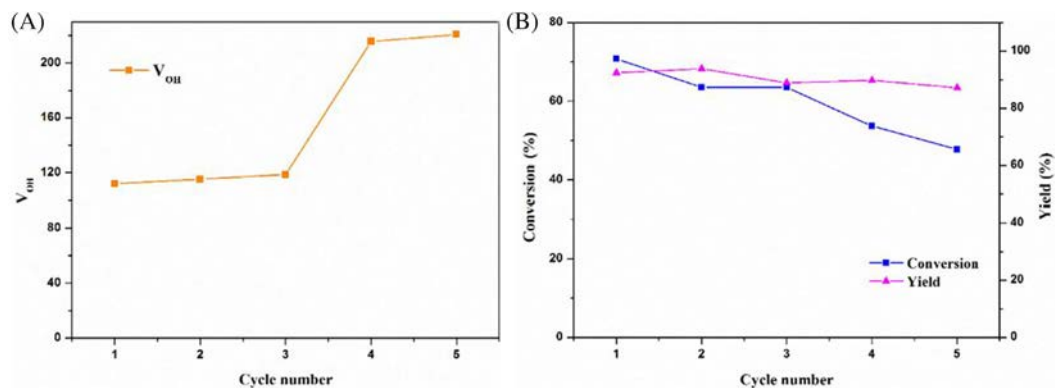 (A)
220
200
160
120
80
40
0
V_OH
V_OH
1 2 3 4 5
Cycle number
(B)
80
60
40
20
0
Conversion (%)
100
80
60
40
20
0
Yield (%)
Conversion
Yield
1 2 3 4 5
Cycle number